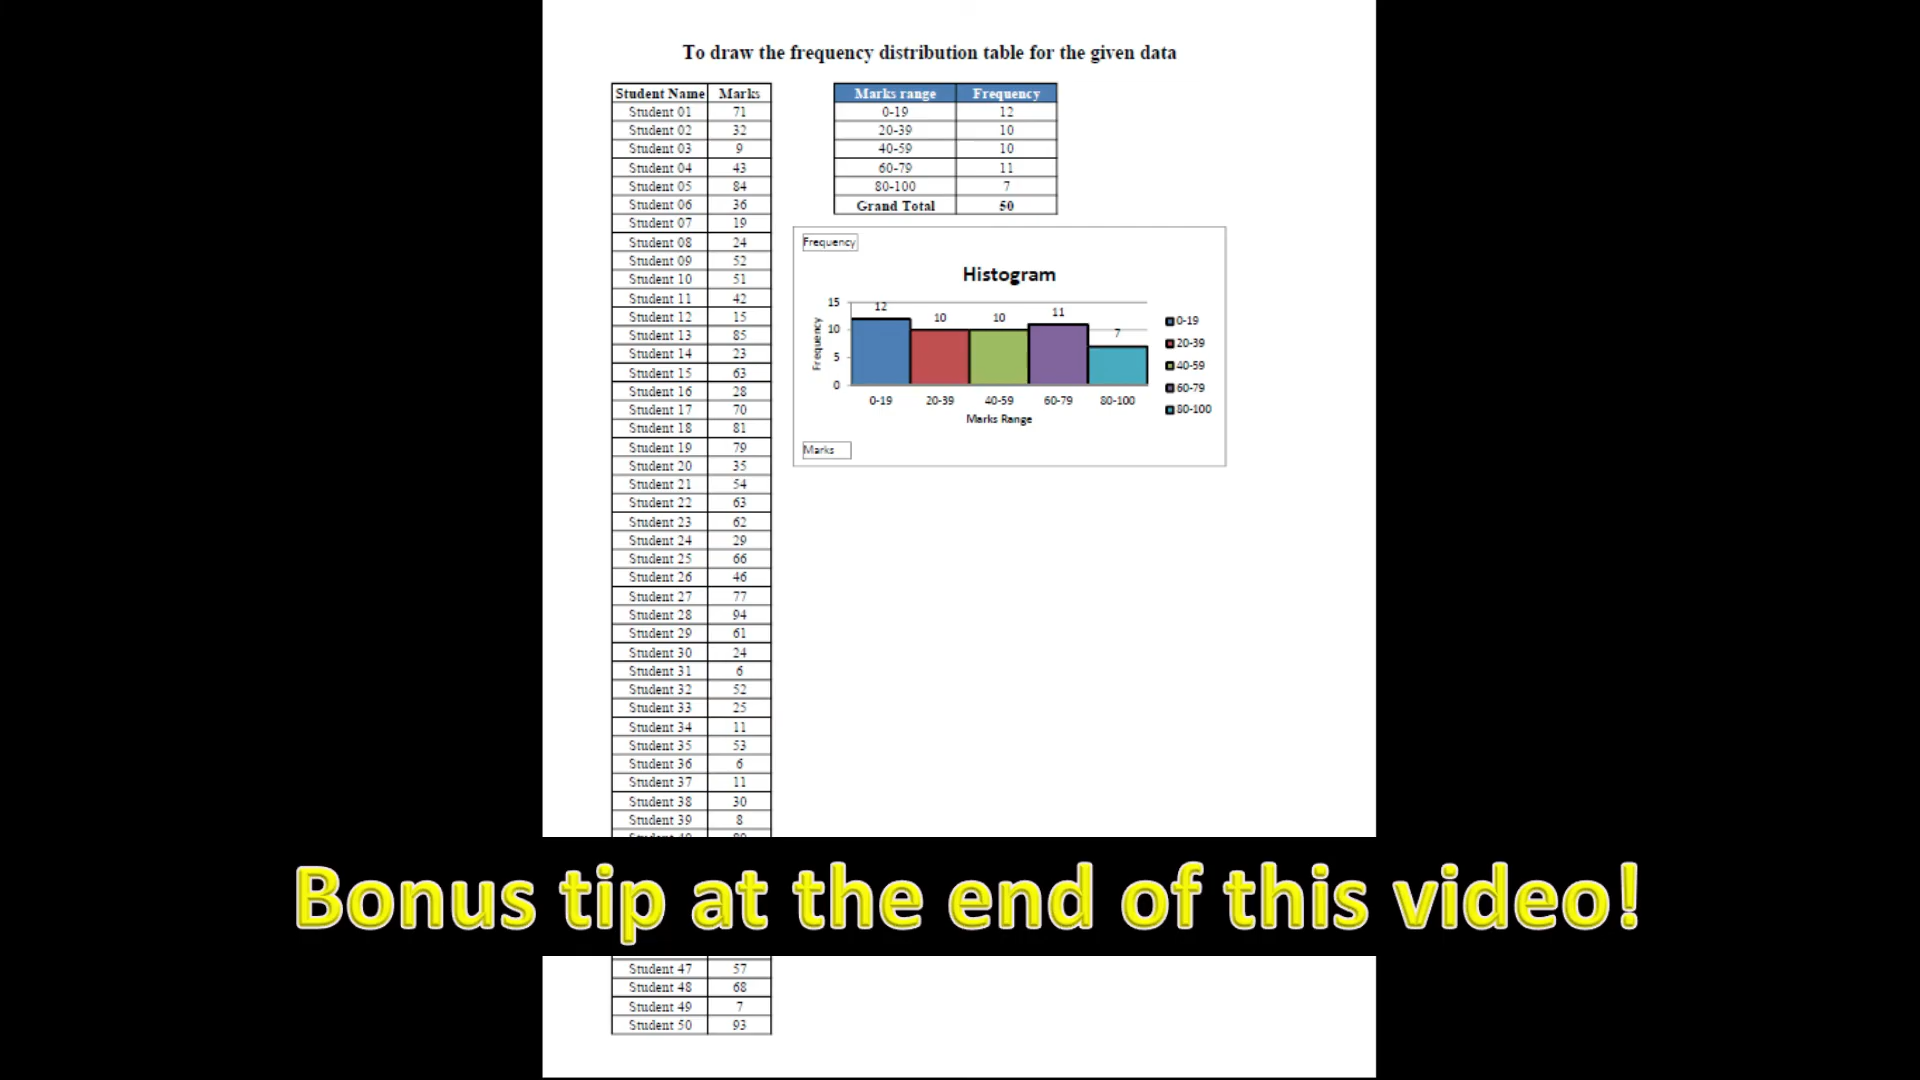 To draw the frequency distribution table for the given data
Student Name Marks
Student 01 71
Student 02 32
Student 03 9
Student 04 43
Student 05 84
Student 06 36
Student 07 19
Student 08 24
Student 09 52
Student 10 51
Student 11 42
Student 12 15
Student 13 85
Student 14 23
Student 15 63
Student 16 28
Student 17 70
Student 18 81
Student 19 79
Student 20 35
Student 21 54
Student 22 63
Student 23 62
Student 24 29
Student 25 66
Student 26 46
Student 27 77
Student 28 94
Student 29 61
Student 30 24
Student 31 6
Student 32 52
Student 33 25
Student 34 11
Student 35 53
Student 36 6
Student 37 11
Student 38 30
Student 39 8
Student 47 57
Student 48 68
Student 49 7
Student 50 93
Marks range Frequency
0-19 12
20-39 10
40-59 10
60-79 11
80-100 7
Grand Total 50
Frequency
Histogram
15
10
5
0
Frequency
12
10
10
11
7
0-19 20-39 40-59 60-79 80-100
Marks Range
0-19
20-39
40-59
60-79
80-100
Marks
Bonus tip at the end of this video!